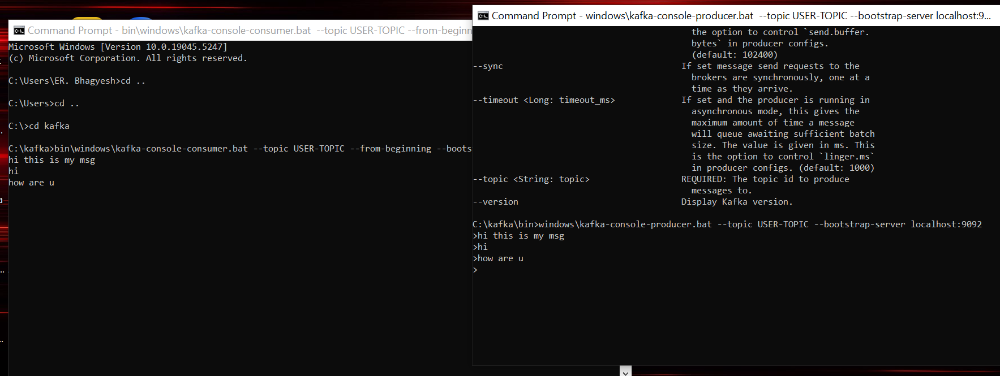 Command Prompt - bin\windows\kafka-console-consumer.bat  --topic USER-TOPIC --from-beginn
Microsoft Windows [Version 10.0.19045.5247]
(c) Microsoft Corporation. All rights reserved.
C:\Users\ER. Bhagyesh>cd ..
C:\Users>cd ..
C:\>cd kafka
C:\kafka>bin\windows\kafka-console-consumer.bat --topic USER-TOPIC --from-beginning --boots
hi this is my msg
hi
how are u
Command Prompt - windows\kafka-console-producer.bat  --topic USER-TOPIC --bootstrap-server localhost:9...
the option to control `send.buffer.
bytes` in producer configs.
(default: 102400)
--sync If set message send requests to the
brokers are synchronously, one at a
time as they arrive.
--timeout <Long: timeout_ms> If set and the producer is running in
asynchronous mode, this gives the
maximum amount of time a message
will queue awaiting sufficient batch
size. The value is given in ms. This
is the option to control `linger.ms`
in producer configs. (default: 1000)
--topic <String: topic> REQUIRED: The topic id to produce
messages to.
--version Display Kafka version.
C:\kafka\bin>windows\kafka-console-producer.bat --topic USER-TOPIC --bootstrap-server localhost:9092
>hi this is my msg
>hi
>how are u
>